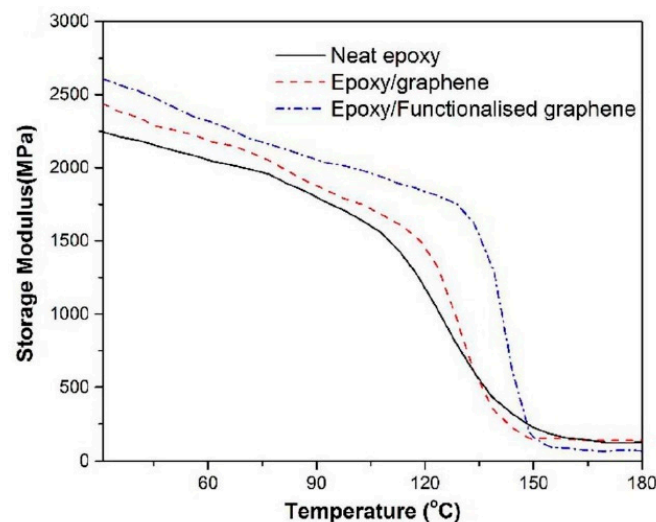 3000
2500
2000
1500
1000
500
0
Storage Modulus(MPa)
Neat epoxy
Epoxy/graphene
Epoxy/Functionalised graphene
60 90 120 150 180
Temperature (°C)